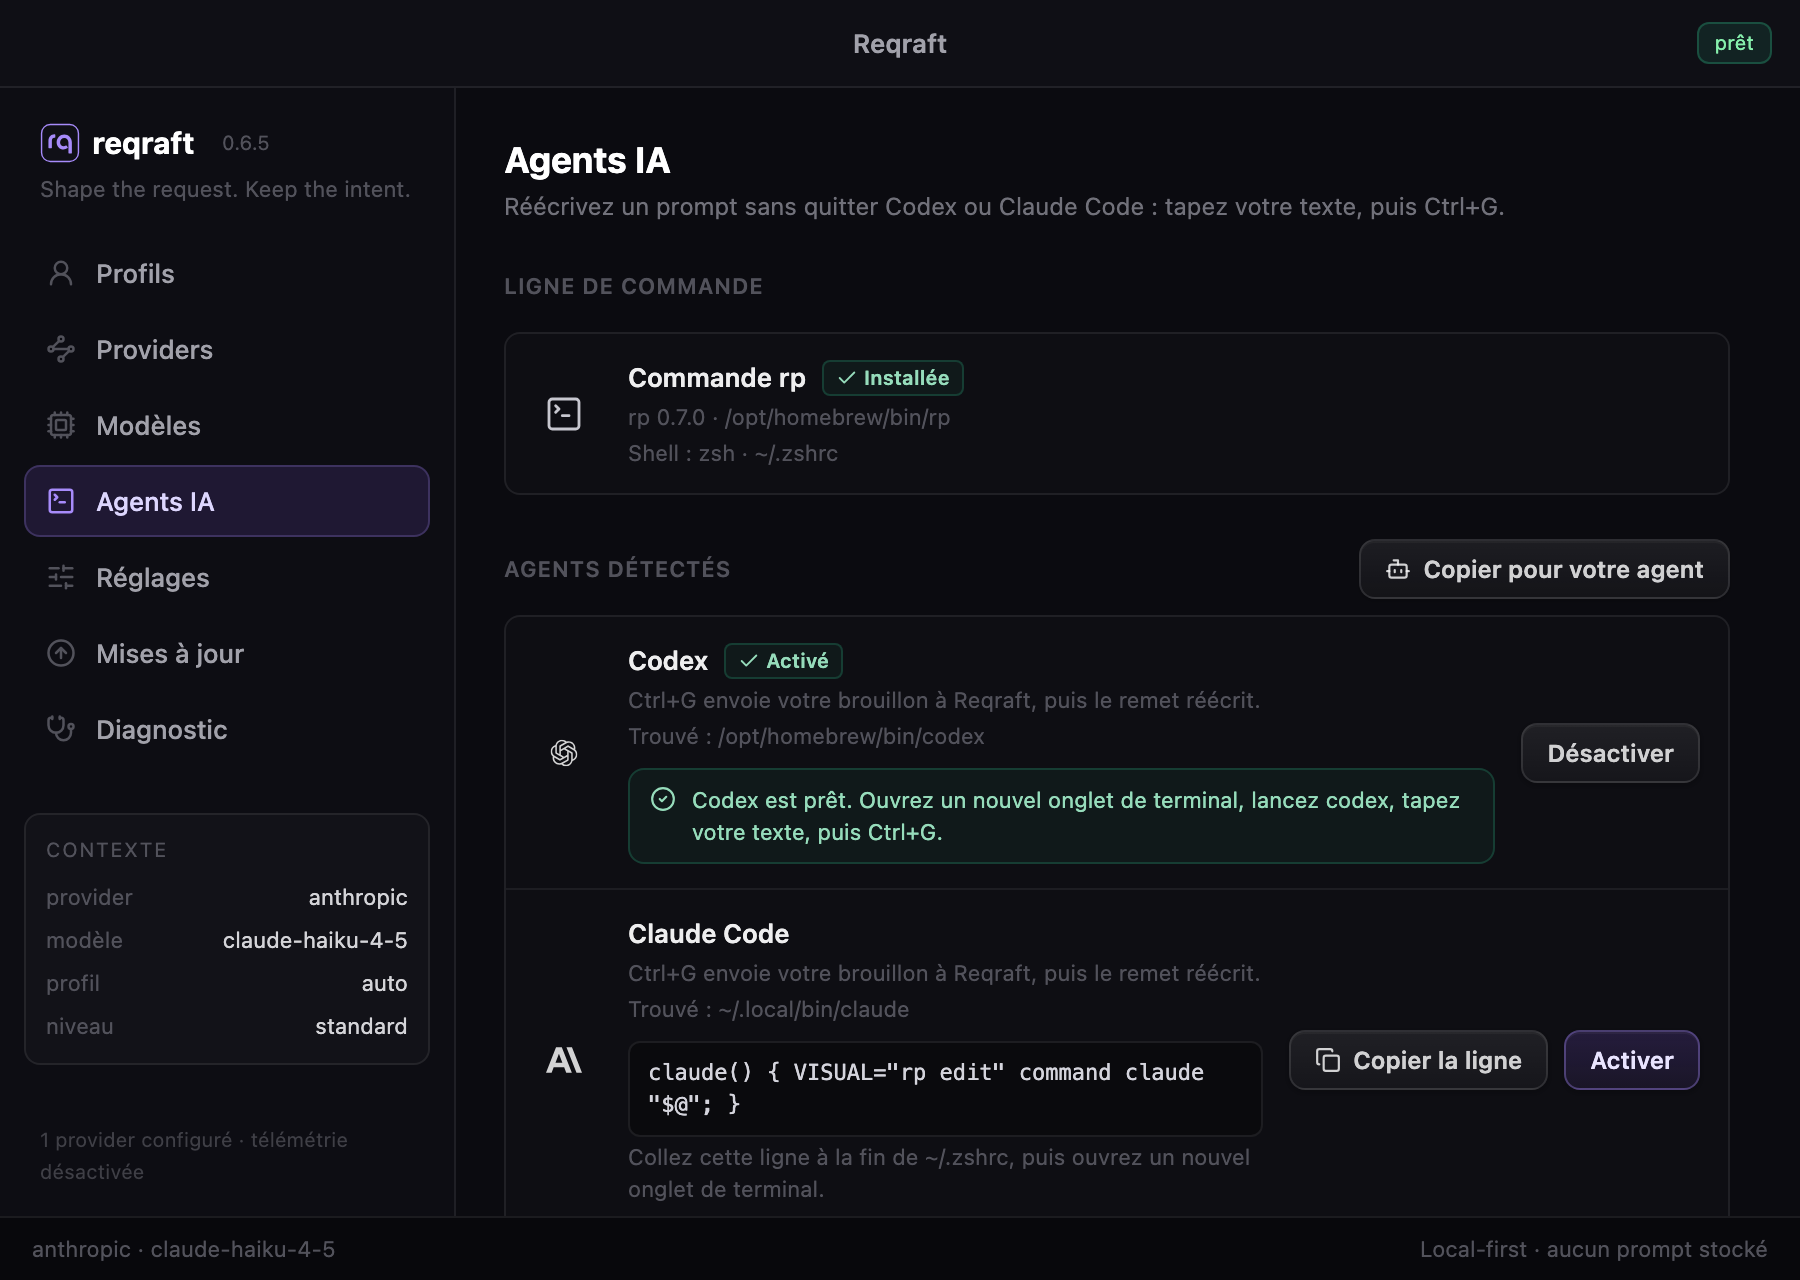 Reqraft
prêt
reqraft 0.6.5
Shape the request. Keep the intent.
Profils
Providers
Modèles
Agents IA
Réglages
Mises à jour
Diagnostic
CONTEXTE
provider anthropic
modèle claude-haiku-4-5
profil auto
niveau standard
1 provider configuré · télémétrie
désactivée
Agents IA
Réécrivez un prompt sans quitter Codex ou Claude Code : tapez votre texte, puis Ctrl+G.
LIGNE DE COMMANDE
Commande rp Installée
rp 0.7.0 · /opt/homebrew/bin/rp
Shell : zsh · ~/.zshrc
AGENTS DÉTECTÉS
Copier pour votre agent
Codex Activé
Ctrl+G envoie votre brouillon à Reqraft, puis le remet réécrit.
Trouvé : /opt/homebrew/bin/codex
Codex est prêt. Ouvrez un nouvel onglet de terminal, lancez codex, tapez
votre texte, puis Ctrl+G.
Désactiver
Claude Code
Ctrl+G envoie votre brouillon à Reqraft, puis le remet réécrit.
Trouvé : ~/.local/bin/claude
claude() { VISUAL="rp edit" command claude
"$@"; }
Collez cette ligne à la fin de ~/.zshrc, puis ouvrez un nouvel
onglet de terminal.
Copier la ligne
Activer
anthropic · claude-haiku-4-5
Local-first · aucun prompt stocké